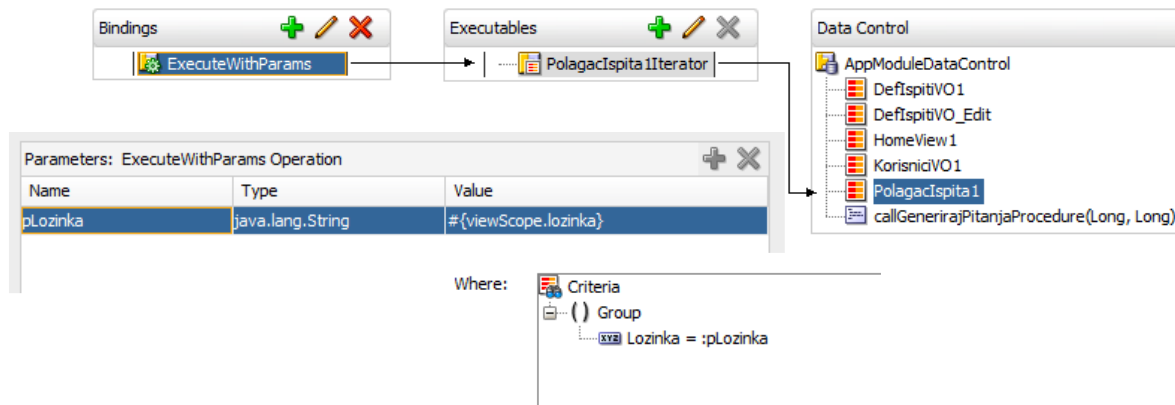 Bindings
ExecuteWithParams
Executables
PolagacIspita1Iterator
Data Control
AppModuleDataControl
DefIspitiVO1
DefIspitiVO_Edit
HomeView1
KorisniciVO1
PolagacIspita1
callGenerirajPitanjaProcedure(Long, Long)
Parameters: ExecuteWithParams Operation
Name Type Value
pLozinka java.lang.String #{viewScope.lozinka}
Where:
Criteria
( ) Group
XYZ Lozinka = :pLozinka